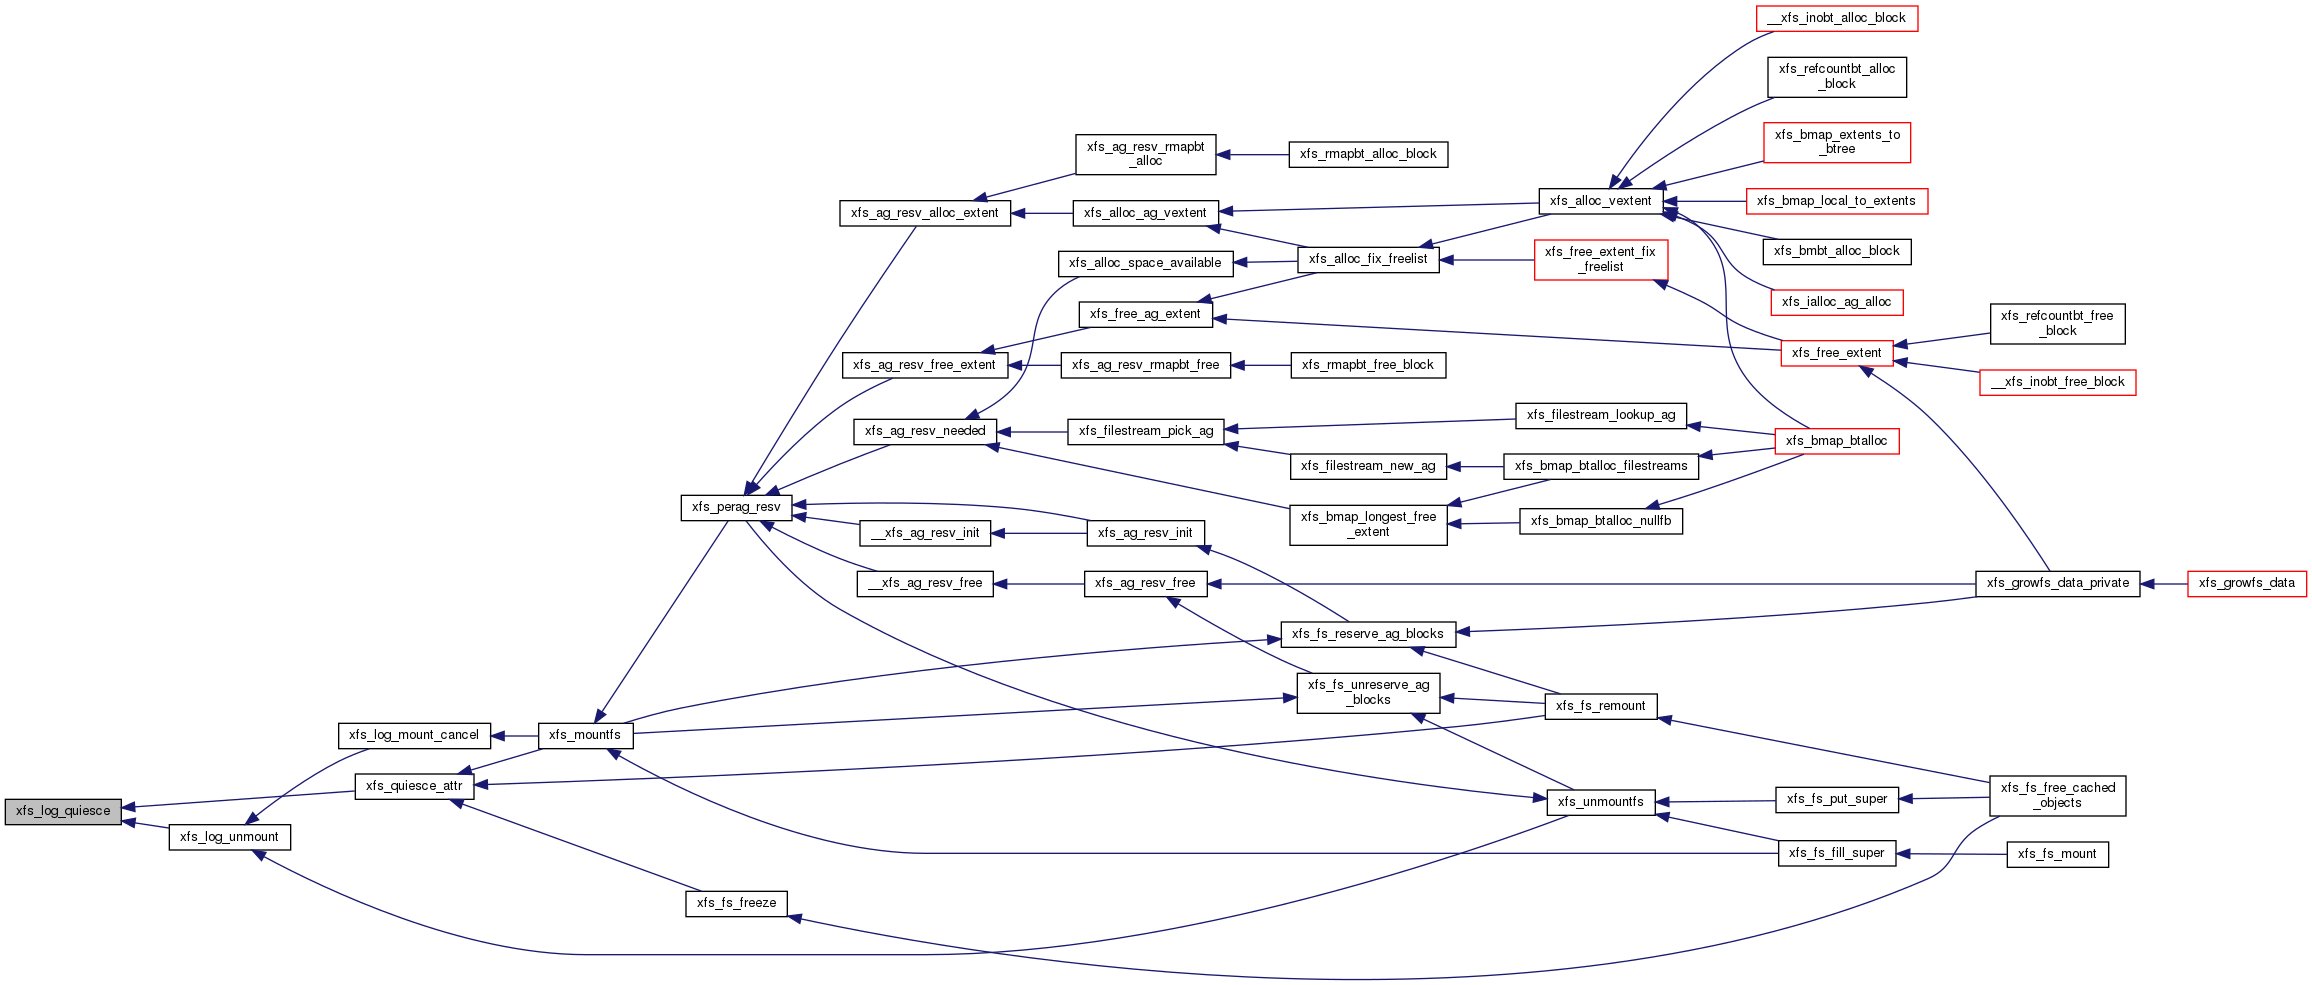 __xfs_inobt_alloc_block
xfs_refcountbt_alloc
_block
xfs_bmap_extents_to
_btree
xfs_ag_resv_rmapbt
_alloc
xfs_rmapbt_alloc_block
xfs_ag_resv_alloc_extent
xfs_alloc_ag_vextent
xfs_alloc_vextent
xfs_bmap_local_to_extents
xfs_bmbt_alloc_block
xfs_alloc_space_available
xfs_alloc_fix_freelist
xfs_free_extent_fix
_freelist
xfs_ialloc_ag_alloc
xfs_free_ag_extent
xfs_refcountbt_free
_block
xfs_free_extent
xfs_ag_resv_free_extent
xfs_ag_resv_rmapbt_free
xfs_rmapbt_free_block
__xfs_inobt_free_block
xfs_ag_resv_needed
xfs_filestream_pick_ag
xfs_filestream_lookup_ag
xfs_bmap_btalloc
xfs_filestream_new_ag
xfs_bmap_btalloc_filestreams
xfs_perag_resv
xfs_bmap_longest_free
_extent
xfs_bmap_btalloc_nullfb
__xfs_ag_resv_init
xfs_ag_resv_init
__xfs_ag_resv_free
xfs_ag_resv_free
xfs_growfs_data_private
xfs_growfs_data
xfs_fs_reserve_ag_blocks
xfs_fs_unreserve_ag
_blocks
xfs_fs_remount
xfs_log_mount_cancel
xfs_mountfs
xfs_quiesce_attr
xfs_fs_free_cached
_objects
xfs_unmountfs
xfs_fs_put_super
xfs_log_quiesce
xfs_log_unmount
xfs_fs_fill_super
xfs_fs_mount
xfs_fs_freeze